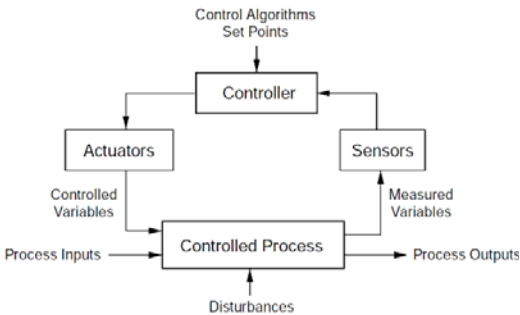 Control Algorithms
Set Points
Controller
Actuators
Sensors
Controlled
Variables
Measured
Variables
Process Inputs
Controlled Process
Process Outputs
Disturbances